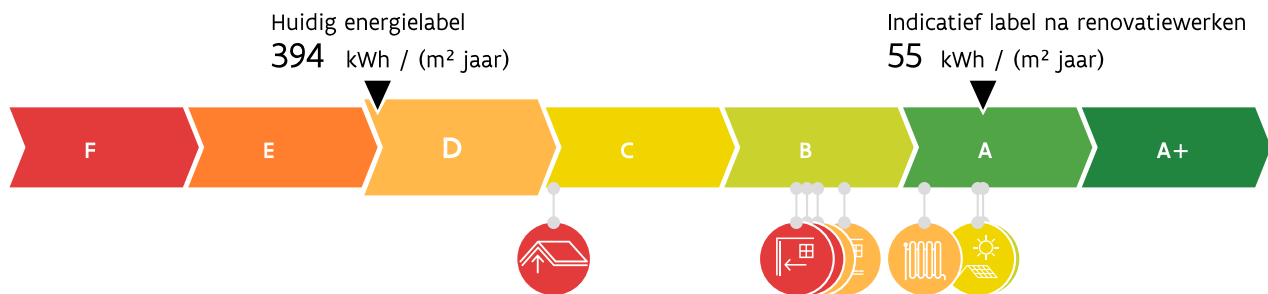 Huidig energielabel
394 kWh / (m² jaar)
Indicatief label na renovatiewerken
55 kWh / (m² jaar)
F E D C B A A+